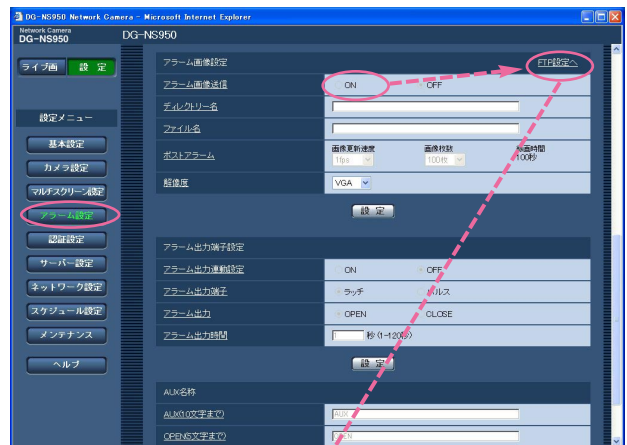 DG-NS950 Network Camera - Microsoft Internet Explorer
Network Camera
DG-NS950
DG-NS950
ライブ画 設 定
設定メニュー
基本設定
カメラ設定
マルチスクリーン設定
アラーム設定
認証設定
サーバー設定
ネットワーク設定
スケジュール設定
メンテナンス
ヘルプ
アラーム画像設定 FTP設定へ
アラーム画像送信 ON OFF
ディレクトリー名
ファイル名
ポストアラーム 画像更新速度 画像枚数 録画時間
1fps 100枚 100秒
解像度 VGA
設 定
アラーム出力端子設定
アラーム出力連動設定 ON OFF
アラーム出力端子 ラッチ パルス
アラーム出力 OPEN CLOSE
アラーム出力時間 秒(1-120秒)
設 定
AUX名称
AUX(10文字まで) AUX
OPEN(5文字まで) OPEN